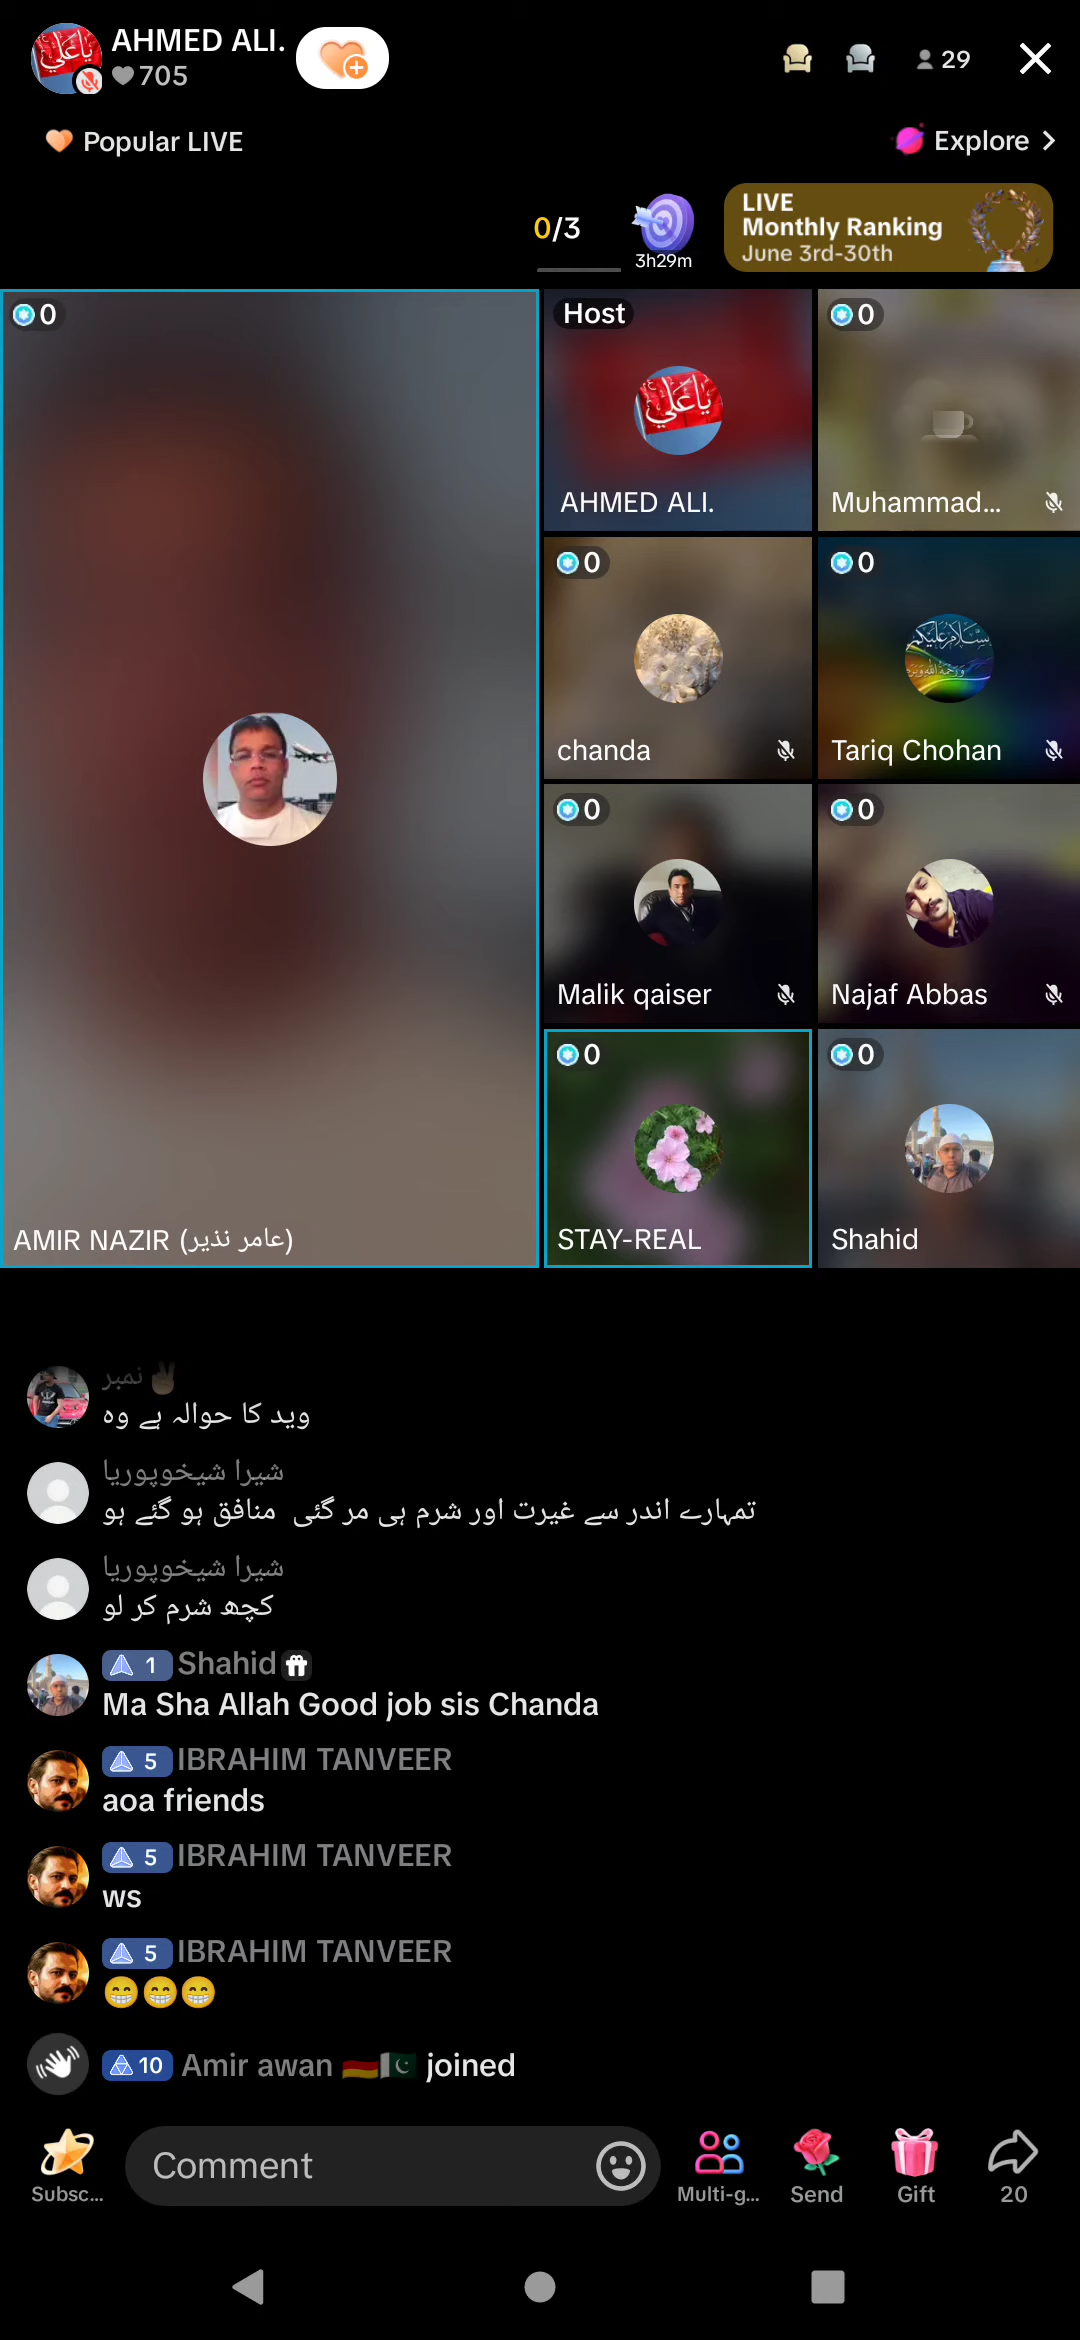 AHMED ALI.
705
29
Popular LIVE
Explore
0/3
3h29m
LIVE
Monthly Ranking
June 3rd-30th
0
AMIR NAZIR (عامر نذیر)
Host
ياعلي
AHMED ALI.
0
Muhammad...
0
chanda
0
Tariq Chohan
0
Malik qaiser
0
Najaf Abbas
0
STAY-REAL
0
Shahid
نمبر✌🏿
وید کا حوالہ ہے وہ
شیرا شیخوپوریا
تمہارے اندر سے غیرت اور شرم ہی مر گئی منافق ہو گئے ہو
شیرا شیخوپوریا
کچھ شرم کر لو
1 Shahid
Ma Sha Allah Good job sis Chanda
5 IBRAHIM TANVEER
aoa friends
5 IBRAHIM TANVEER
ws
5 IBRAHIM TANVEER
😁😁😁
10 Amir awan 🇩🇪🇵🇰 joined
Comment
Subsc...
Multi-g...
Send
Gift
20